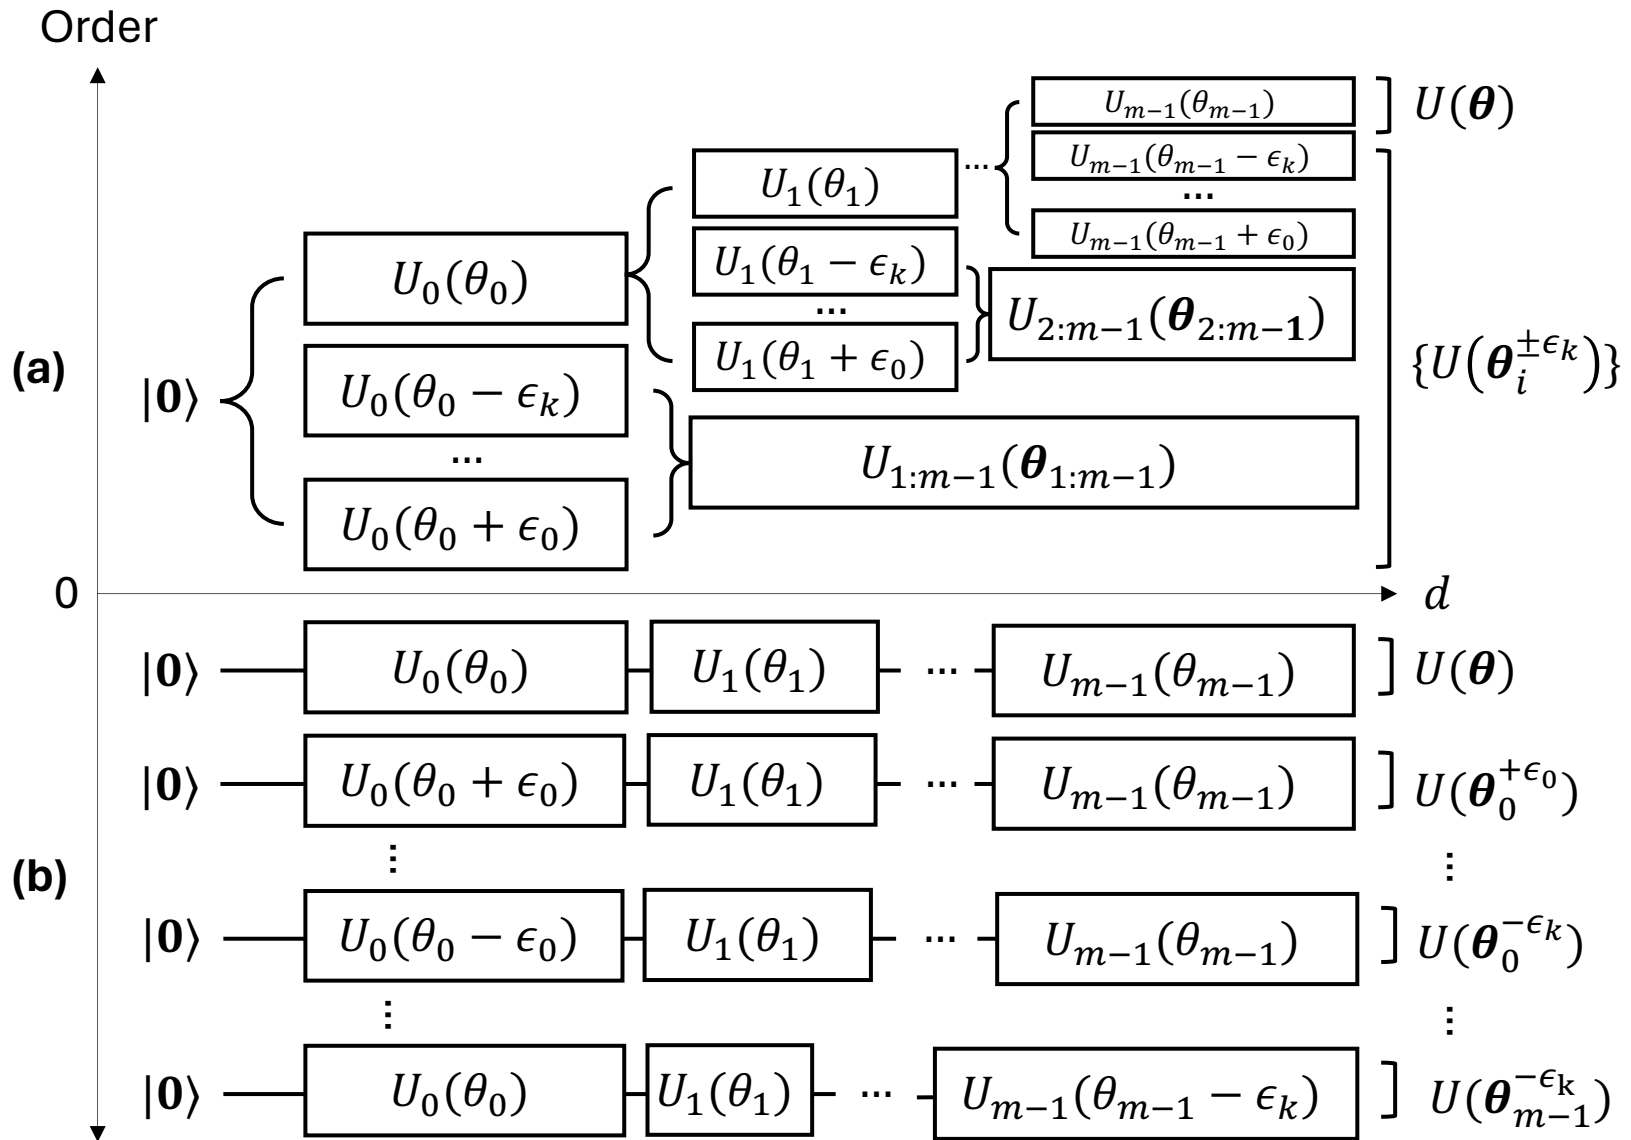 Order
U_{m−1}(θ_{m−1})
U(𝜽)
U_{m−1}(θ_{m−1} − ϵ_k)
...
U_{m−1}(θ_{m−1} + ϵ_0)
U_1(θ_1)
...
U_1(θ_1 − ϵ_k)
...
U_1(θ_1 + ϵ_0)
U_{2:m−1}(𝜽_{2:m−1})
U_0(θ_0)
(a)
|0⟩
U_0(θ_0 − ϵ_k)
...
U_0(θ_0 + ϵ_0)
U_{1:m−1}(𝜽_{1:m−1})
{U(𝜽_i^{±ϵ_k})}
0
d
|0⟩ U_0(θ_0) U_1(θ_1) ... U_{m−1}(θ_{m−1}) U(𝜽)
|0⟩ U_0(θ_0 + ϵ_0) U_1(θ_1) ... U_{m−1}(θ_{m−1}) U(𝜽_0^{+ϵ_0})
⋮ ⋮
(b)
|0⟩ U_0(θ_0 − ϵ_0) U_1(θ_1) ... U_{m−1}(θ_{m−1}) U(𝜽_0^{−ϵ_k})
⋮ ⋮
|0⟩ U_0(θ_0) U_1(θ_1) ... U_{m−1}(θ_{m−1} − ϵ_k) U(𝜽_{m−1}^{−ϵ_k})